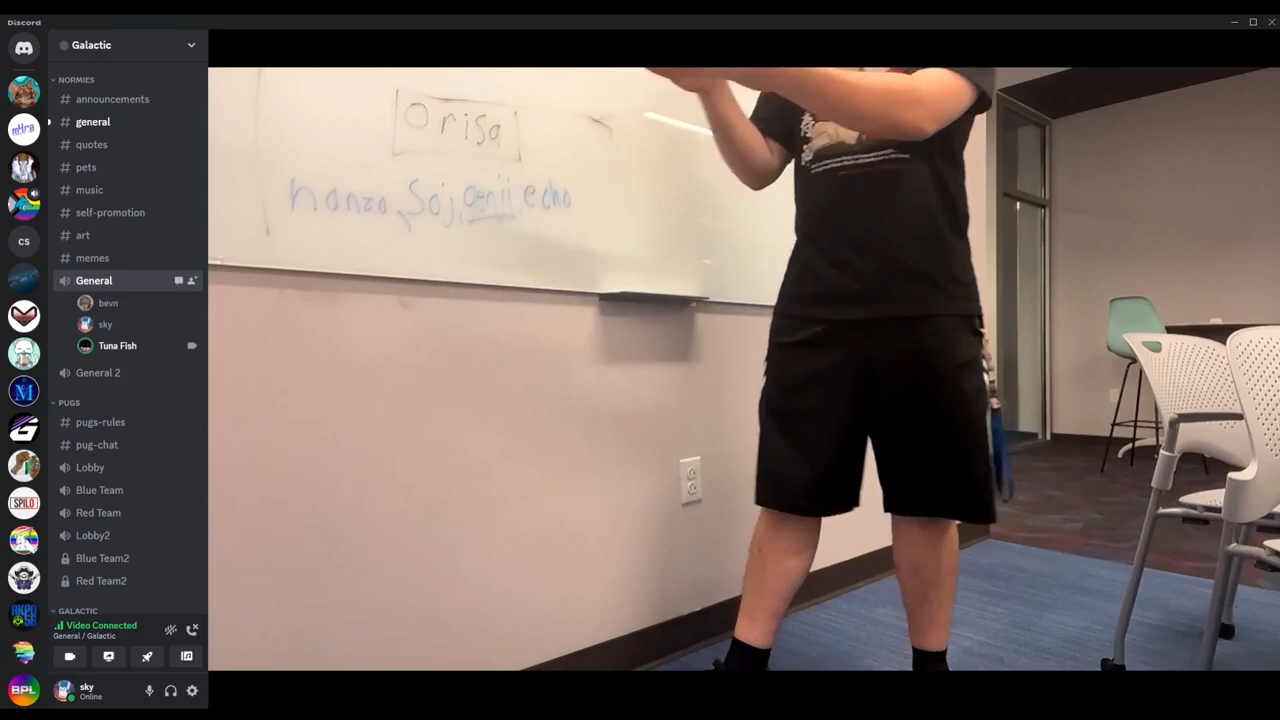 Discord
Galactic
NORMIES
# announcements
# general
# quotes
# pets
# music
# self-promotion
# art
# memes
General
bevn
sky
Tuna Fish
General 2
PUGS
# pugs-rules
# pug-chat
Lobby
Blue Team
Red Team
Lobby2
Blue Team2
Red Team2
GALACTIC
Video Connected
General / Galactic
sky
Online
mHra
CS
M
SPILO
BPL
Orisa
hanzo, Soj, genji, echo